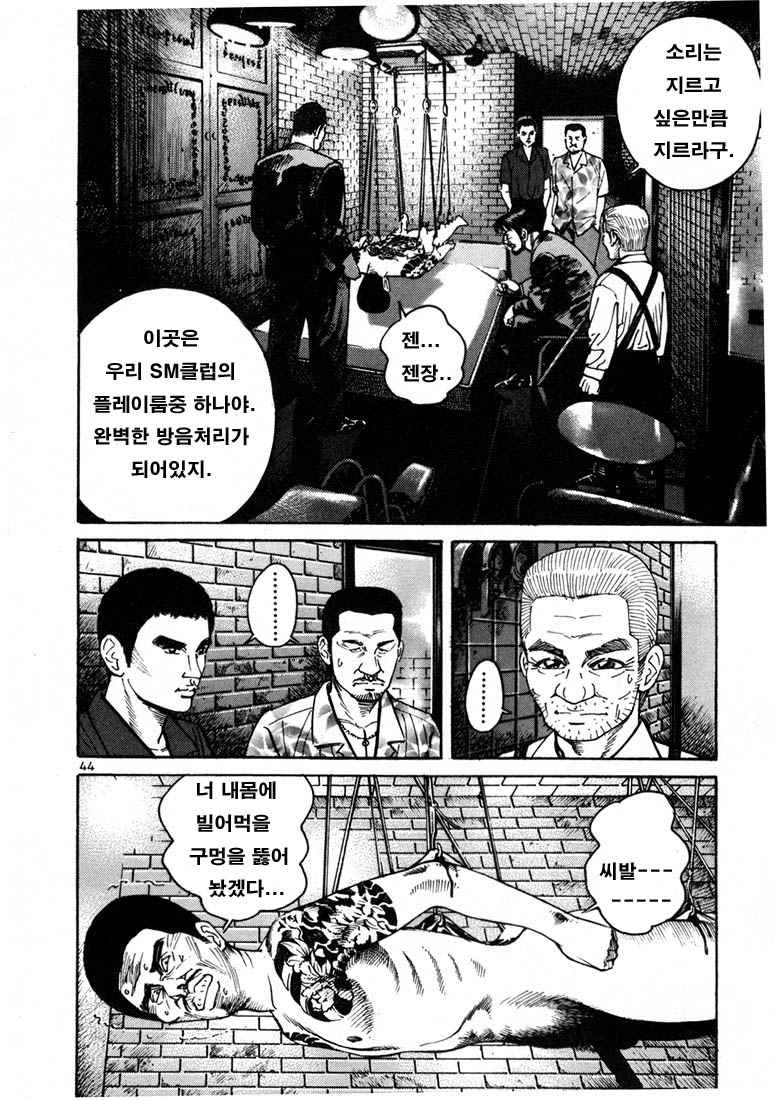 소리는
지르고
싶은만큼
지르라구.
이곳은
우리 SM클럽의
플레이룸중 하나야.
완벽한 방음처리가
되어있지.
젠...
젠장..
········
········
44
너 내몸에
빌어먹을
구멍을 뚫어
놨겠다...
씨발---
-----